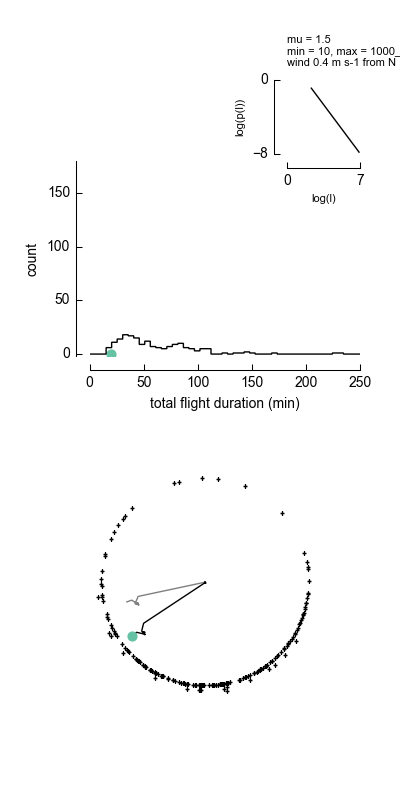 mu = 1.5
min = 10, max = 1000_
wind 0.4 m s-1 from N
0
log(p(l))
−8
0
7
log(l)
150
100
50
0
count
0
50
100
150
200
250
total flight duration (min)